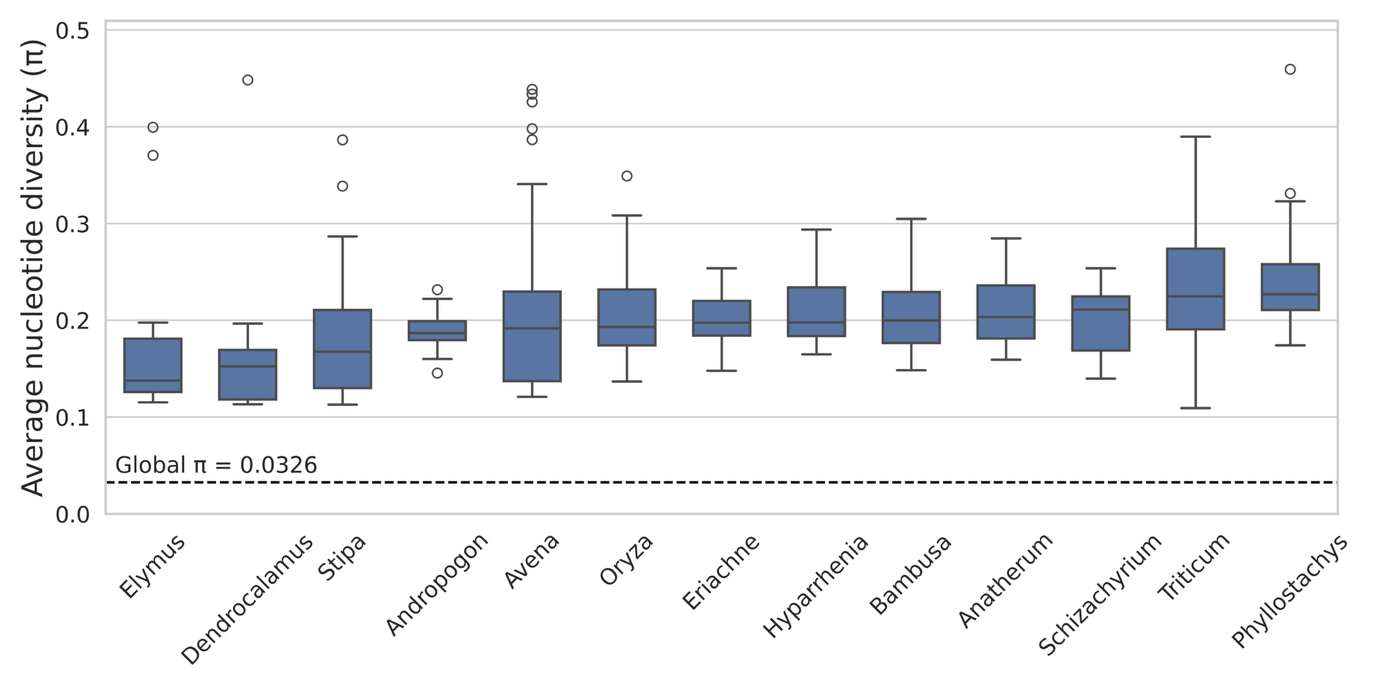 Average nucleotide diversity (π)
0.5
0.4
0.3
0.2
0.1
0.0
Global π = 0.0326
Elymus
Dendrocalamus
Stipa
Andropogon
Avena
Oryza
Eriachne
Hyparrhenia
Bambusa
Anatherum
Schizachyrium
Triticum
Phyllostachys